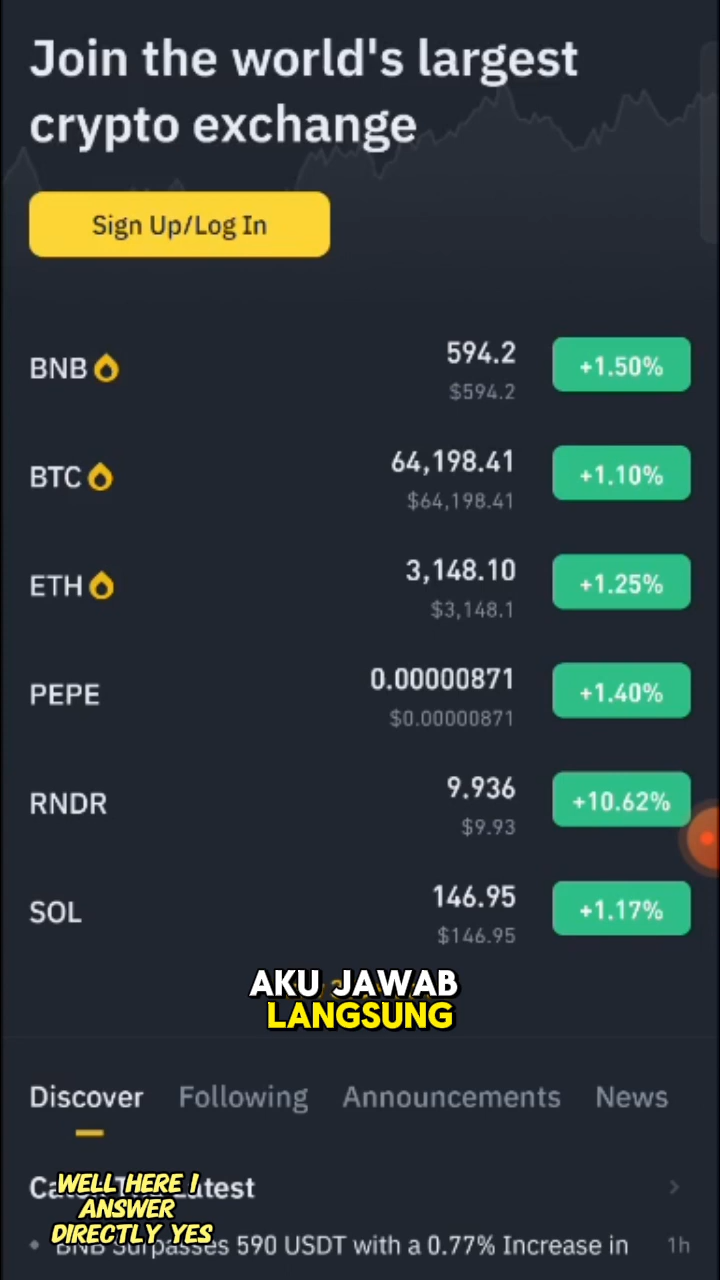 Join the world's largest
crypto exchange
Sign Up/Log In
BNB 594.2 +1.50%
$594.2
BTC 64,198.41 +1.10%
$64,198.41
ETH 3,148.10 +1.25%
$3,148.1
PEPE 0.00000871 +1.40%
$0.00000871
RNDR 9.936 +10.62%
$9.93
SOL 146.95 +1.17%
$146.95
AKU JAWAB
LANGSUNG
Discover Following Announcements News
Latest
WELL HERE I
ANSWER
DIRECTLY YES
BNB Surpasses 590 USDT with a 0.77% Increase in 1h